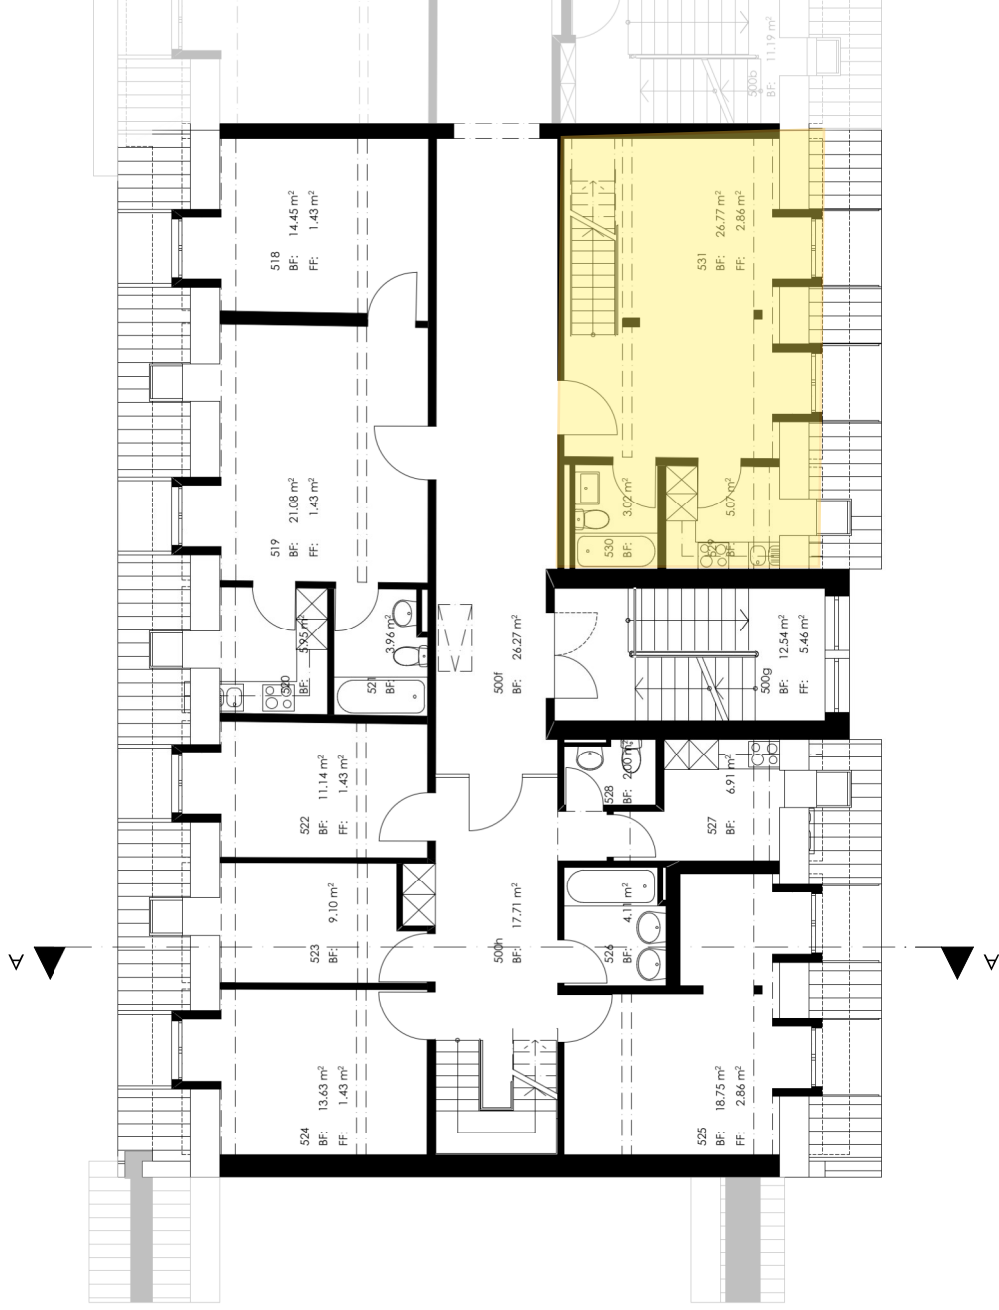 500b
BF: 11.19 m²
518
BF: 14.45 m²
FF: 1.43 m²
531
BF: 26.77 m²
FF: 2.86 m²
519
BF: 21.08 m²
FF: 1.43 m²
530
BF: 3.02 m²
529
BF: 5.07 m²
520
BF: 5.95 m²
521
BF: 3.96 m²
500f
BF: 26.27 m²
500g
BF: 12.54 m²
FF: 5.46 m²
522
BF: 11.14 m²
FF: 1.43 m²
528
BF: 2.00 m²
527
BF: 6.91 m²
523
BF: 9.10 m²
500h
BF: 17.71 m²
526
BF: 4.11 m²
A
A
524
BF: 13.63 m²
FF: 1.43 m²
525
BF: 18.75 m²
FF: 2.86 m²